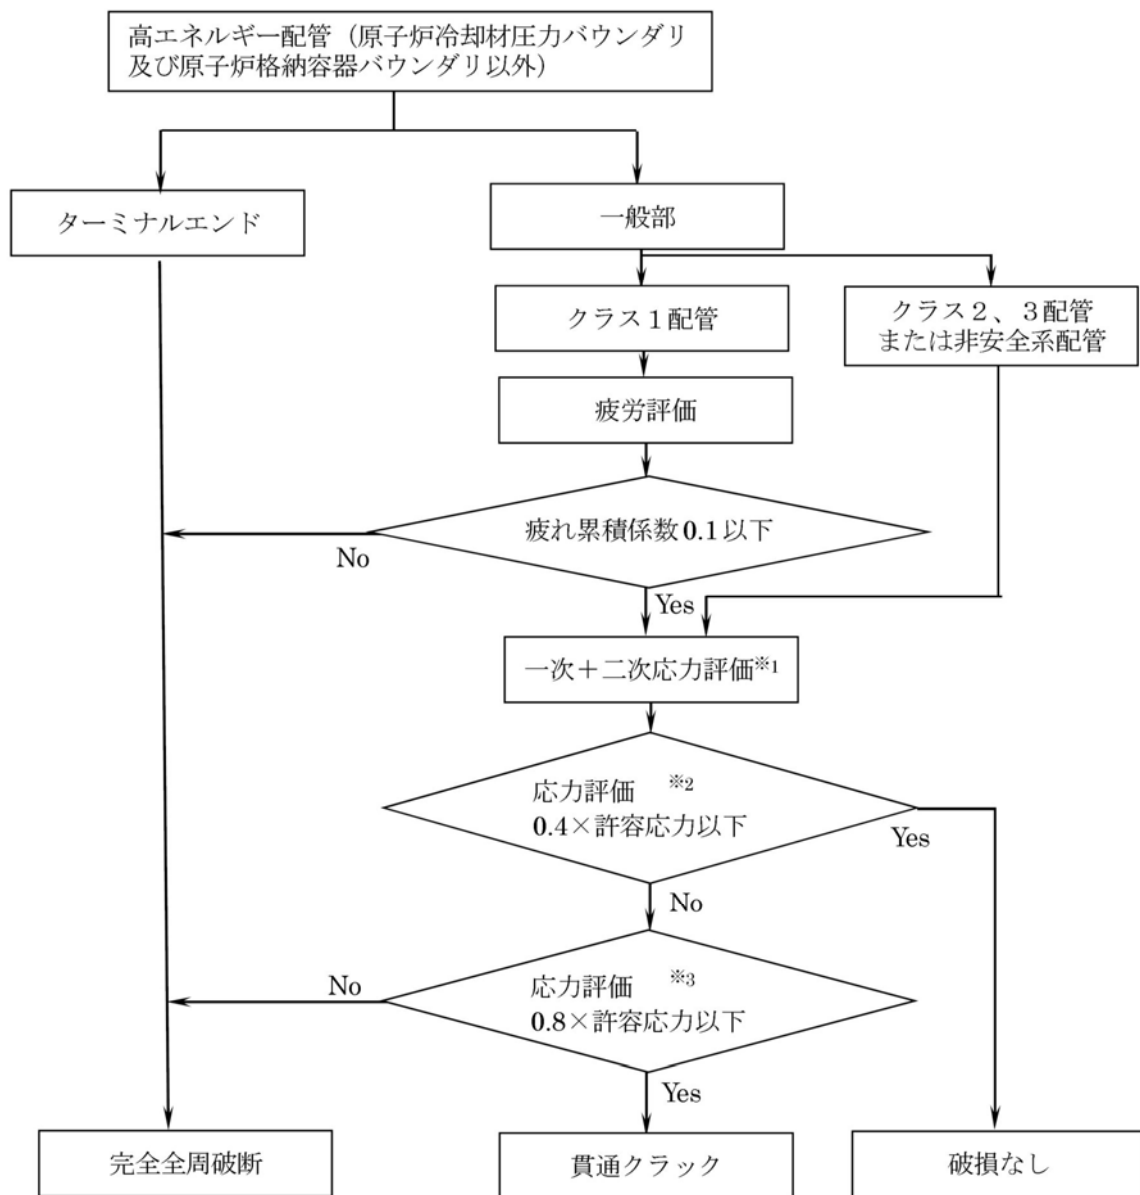 高エネルギー配管（原子炉冷却材圧力バウンダリ
及び原子炉格納容器バウンダリ以外）
ターミナルエンド
一般部
クラス１配管
クラス２、３配管
または非安全系配管
疲労評価
疲れ累積係数 0.1 以下
No
Yes
一次＋二次応力評価※1
応力評価 ※2
0.4×許容応力以下
Yes
No
応力評価 ※3
0.8×許容応力以下
No
Yes
完全全周破断
貫通クラック
破損なし